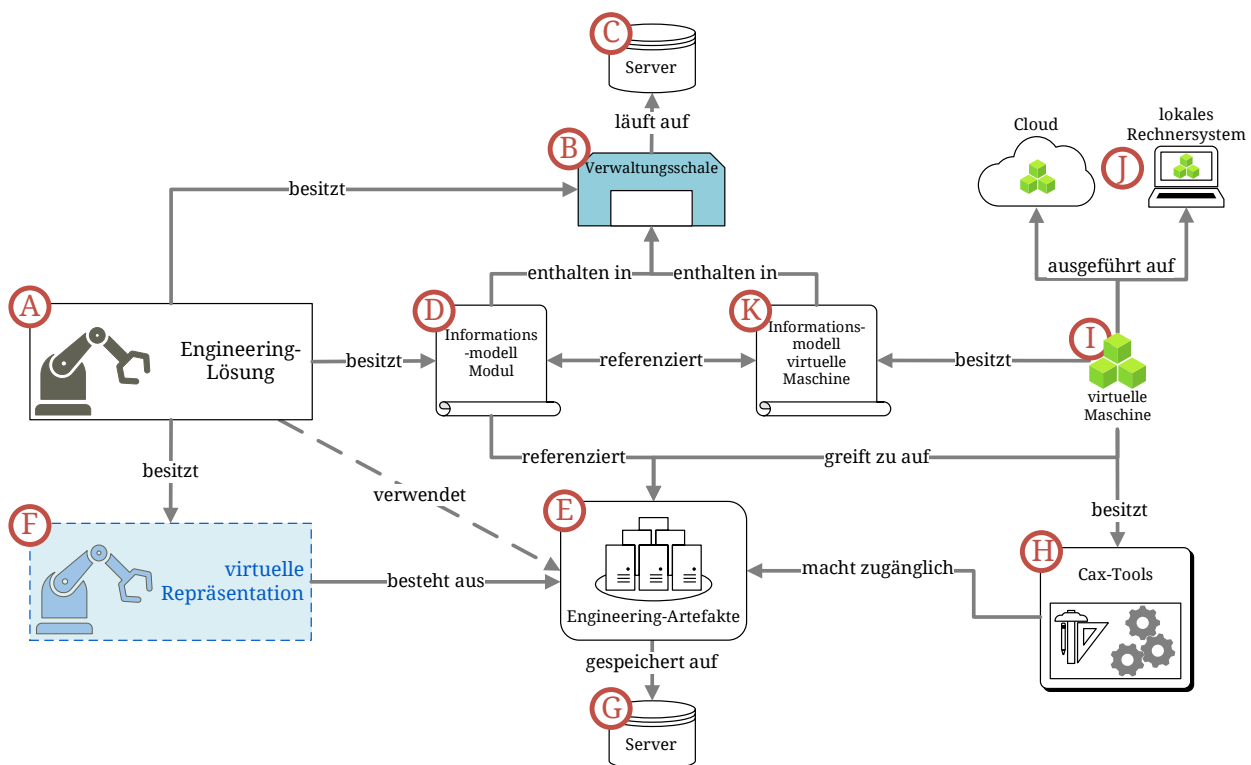 C
Server
läuft auf
B
Verwaltungsschale
besitzt
Cloud
lokales
Rechnersystem
J
ausgeführt auf
enthalten in
enthalten in
A
Engineering-
Lösung
besitzt
D
Informations
-modell
Modul
referenziert
K
Informations-
modell
virtuelle
Maschine
besitzt
I
virtuelle
Maschine
besitzt
verwendet
referenziert
greift zu auf
besitzt
F
virtuelle
Repräsentation
besteht aus
E
Engineering-Artefakte
macht zugänglich
H
Cax-Tools
gespeichert auf
G
Server